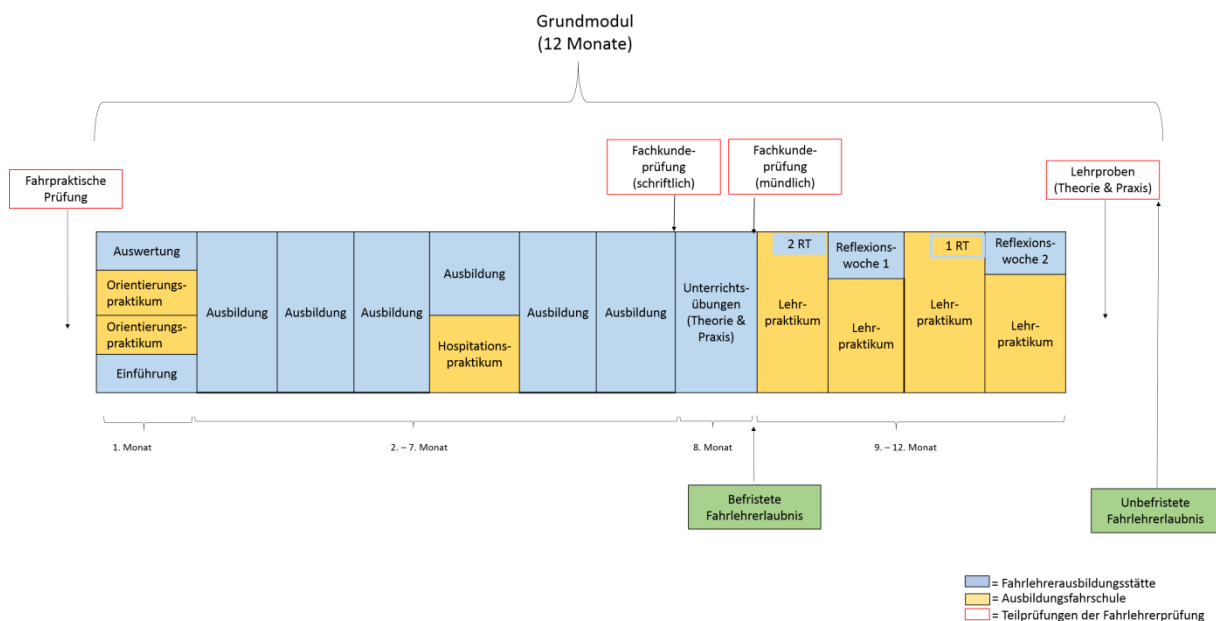 Grundmodul
(12 Monate)
Fahrpraktische
Prüfung
Fachkunde-
prüfung
(schriftlich)
Fachkunde-
prüfung
(mündlich)
Lehrproben
(Theorie & Praxis)
Auswertung
Orientierungs-
praktikum
Orientierungs-
praktikum
Einführung
Ausbildung
Ausbildung
Ausbildung
Ausbildung
Hospitations-
praktikum
Ausbildung
Ausbildung
Unterrichts-
übungen
(Theorie &
Praxis)
2 RT
Lehr-
praktikum
Reflexions-
woche 1
Lehr-
praktikum
1 RT
Lehr-
praktikum
Reflexions-
woche 2
Lehr-
praktikum
1. Monat
2. – 7. Monat
8. Monat
9. – 12. Monat
Befristete
Fahrlehrerlaubnis
Unbefristete
Fahrlehrerlaubnis
= Fahrlehrerausbildungsstätte
= Ausbildungsfahrschule
= Teilprüfungen der Fahrlehrerprüfung